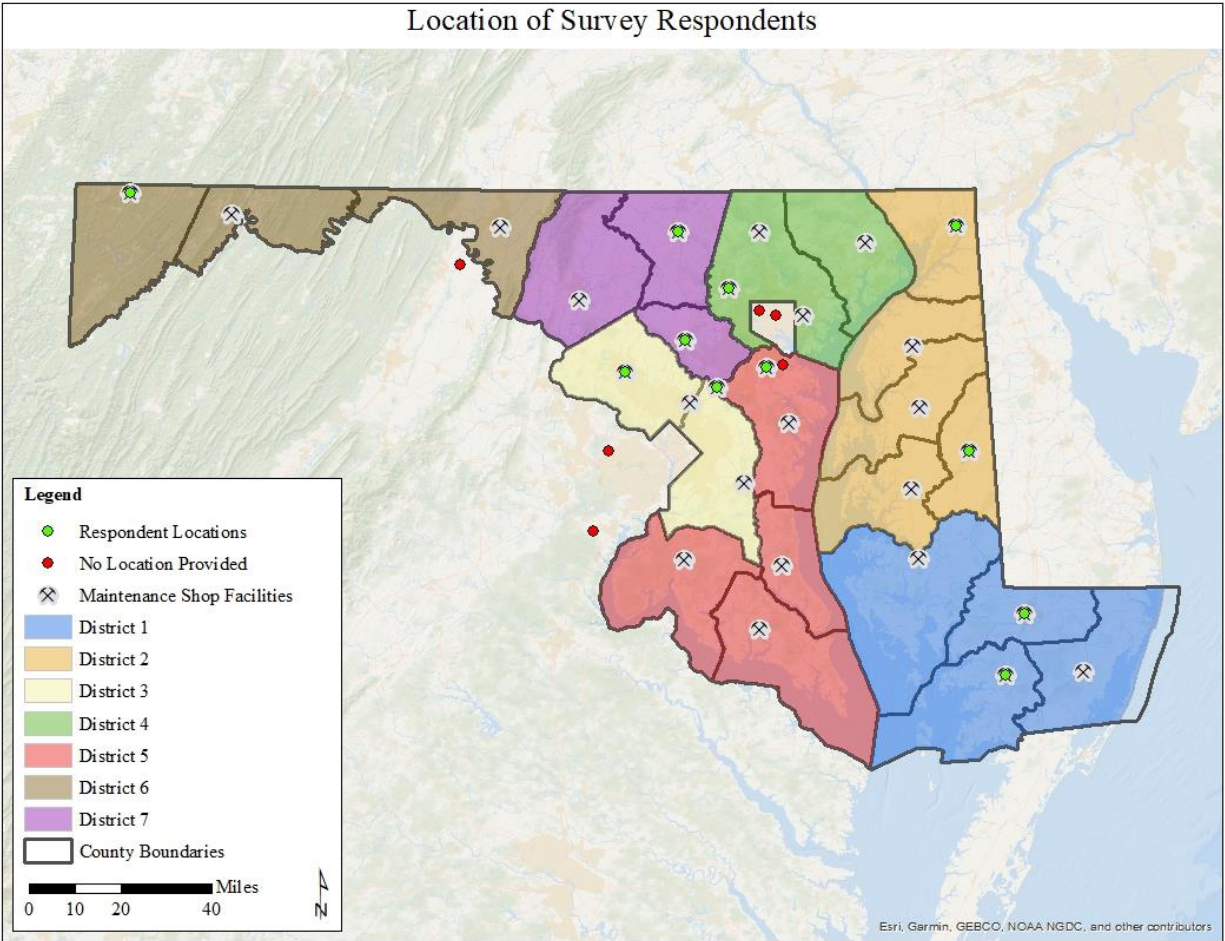 Location of Survey Respondents
Legend
Respondent Locations
No Location Provided
Maintenance Shop Facilities
District 1
District 2
District 3
District 4
District 5
District 6
District 7
County Boundaries
Miles
0 10 20 40
N
Esri, Garmin, GEBCO, NOAA NGDC, and other contributors